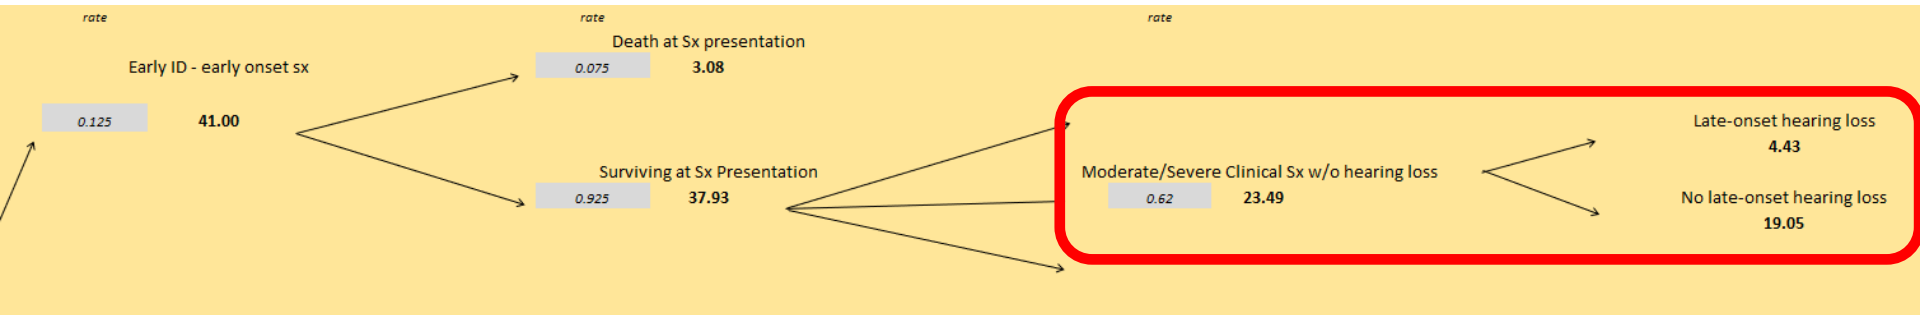 rate rate rate
Death at Sx presentation
Early ID - early onset sx 0.075 3.08
0.125 41.00 Late-onset hearing loss
4.43
Surviving at Sx Presentation Moderate/Severe Clinical Sx w/o hearing loss
0.925 37.93 0.62 23.49 No late-onset hearing loss
19.05